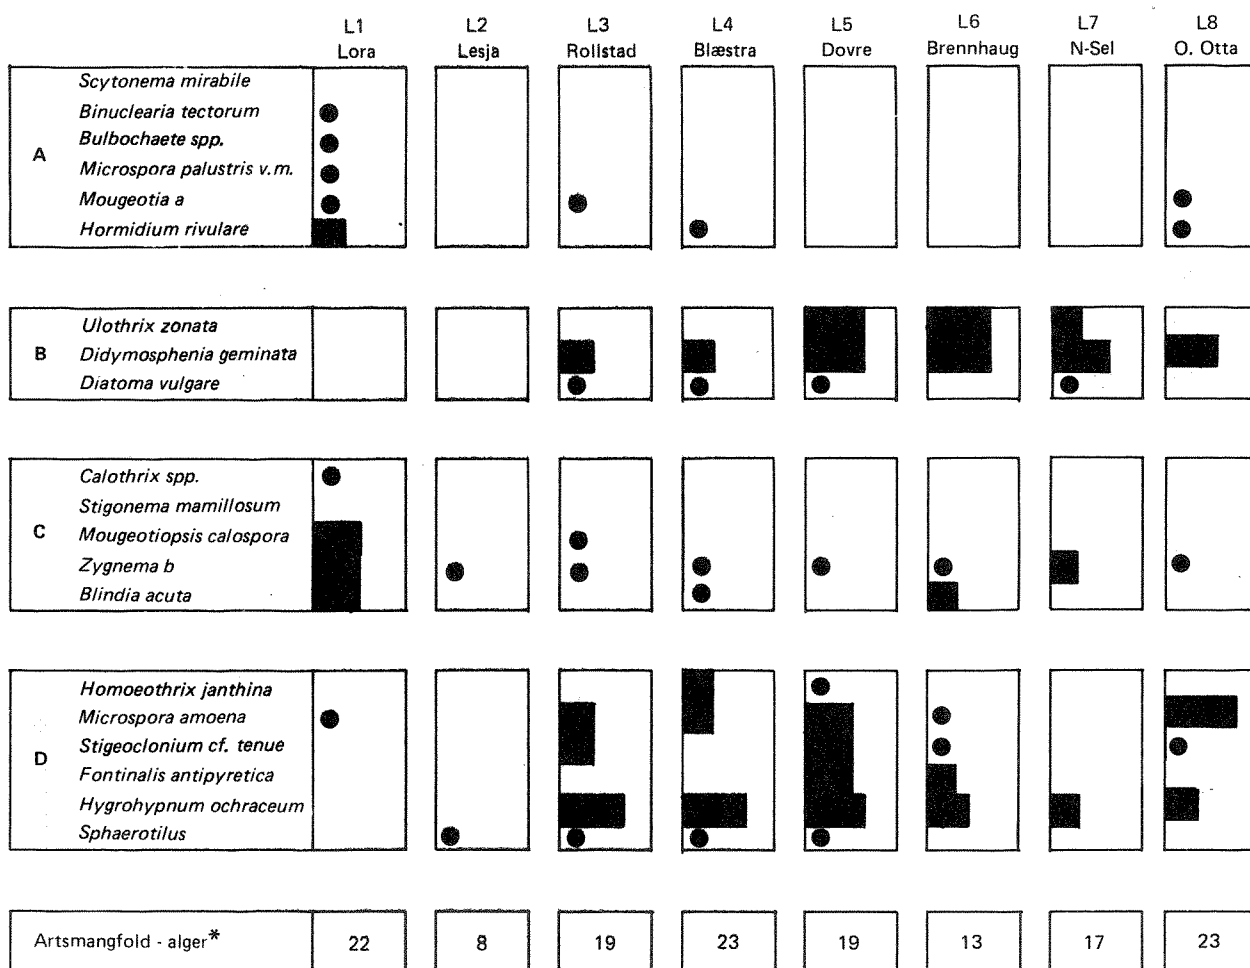 L1 L2 L3 L4 L5 L6 L7 L8
Lora Lesja Rollstad Blæstra Dovre Brennhaug N-Sel O. Otta
A
Scytonema mirabile
Binuclearia tectorum
Bulbochaete spp.
Microspora palustris v.m.
Mougeotia a
Hormidium rivulare
B
Ulothrix zonata
Didymosphenia geminata
Diatoma vulgare
C
Calothrix spp.
Stigonema mamillosum
Mougeotiopsis calospora
Zygnema b
Blindia acuta
D
Homoeothrix janthina
Microspora amoena
Stigeoclonium cf. tenue
Fontinalis antipyretica
Hygrohypnum ochraceum
Sphaerotilus
Artsmangfold - alger* 22 8 19 23 19 13 17 23